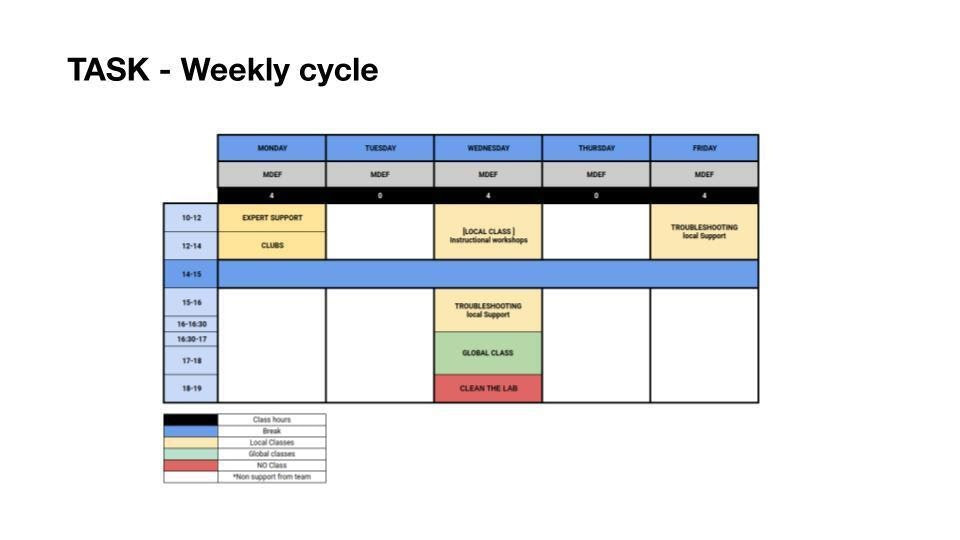 TASK - Weekly cycle
MONDAY TUESDAY WEDNESDAY THURSDAY FRIDAY
MDEF MDEF MDEF MDEF MDEF
4 0 4 0 4
10-12
EXPERT SUPPORT
12-14
CLUBS
[LOCAL CLASS ]
Instructional workshops
TROUBLESHOOTING
local Support
14-15
15-16
16-16:30
16:30-17
17-18
18-19
TROUBLESHOOTING
local Support
GLOBAL CLASS
CLEAN THE LAB
Class hours
Break
Local Classes
Global classes
NO Class
*Non support from team